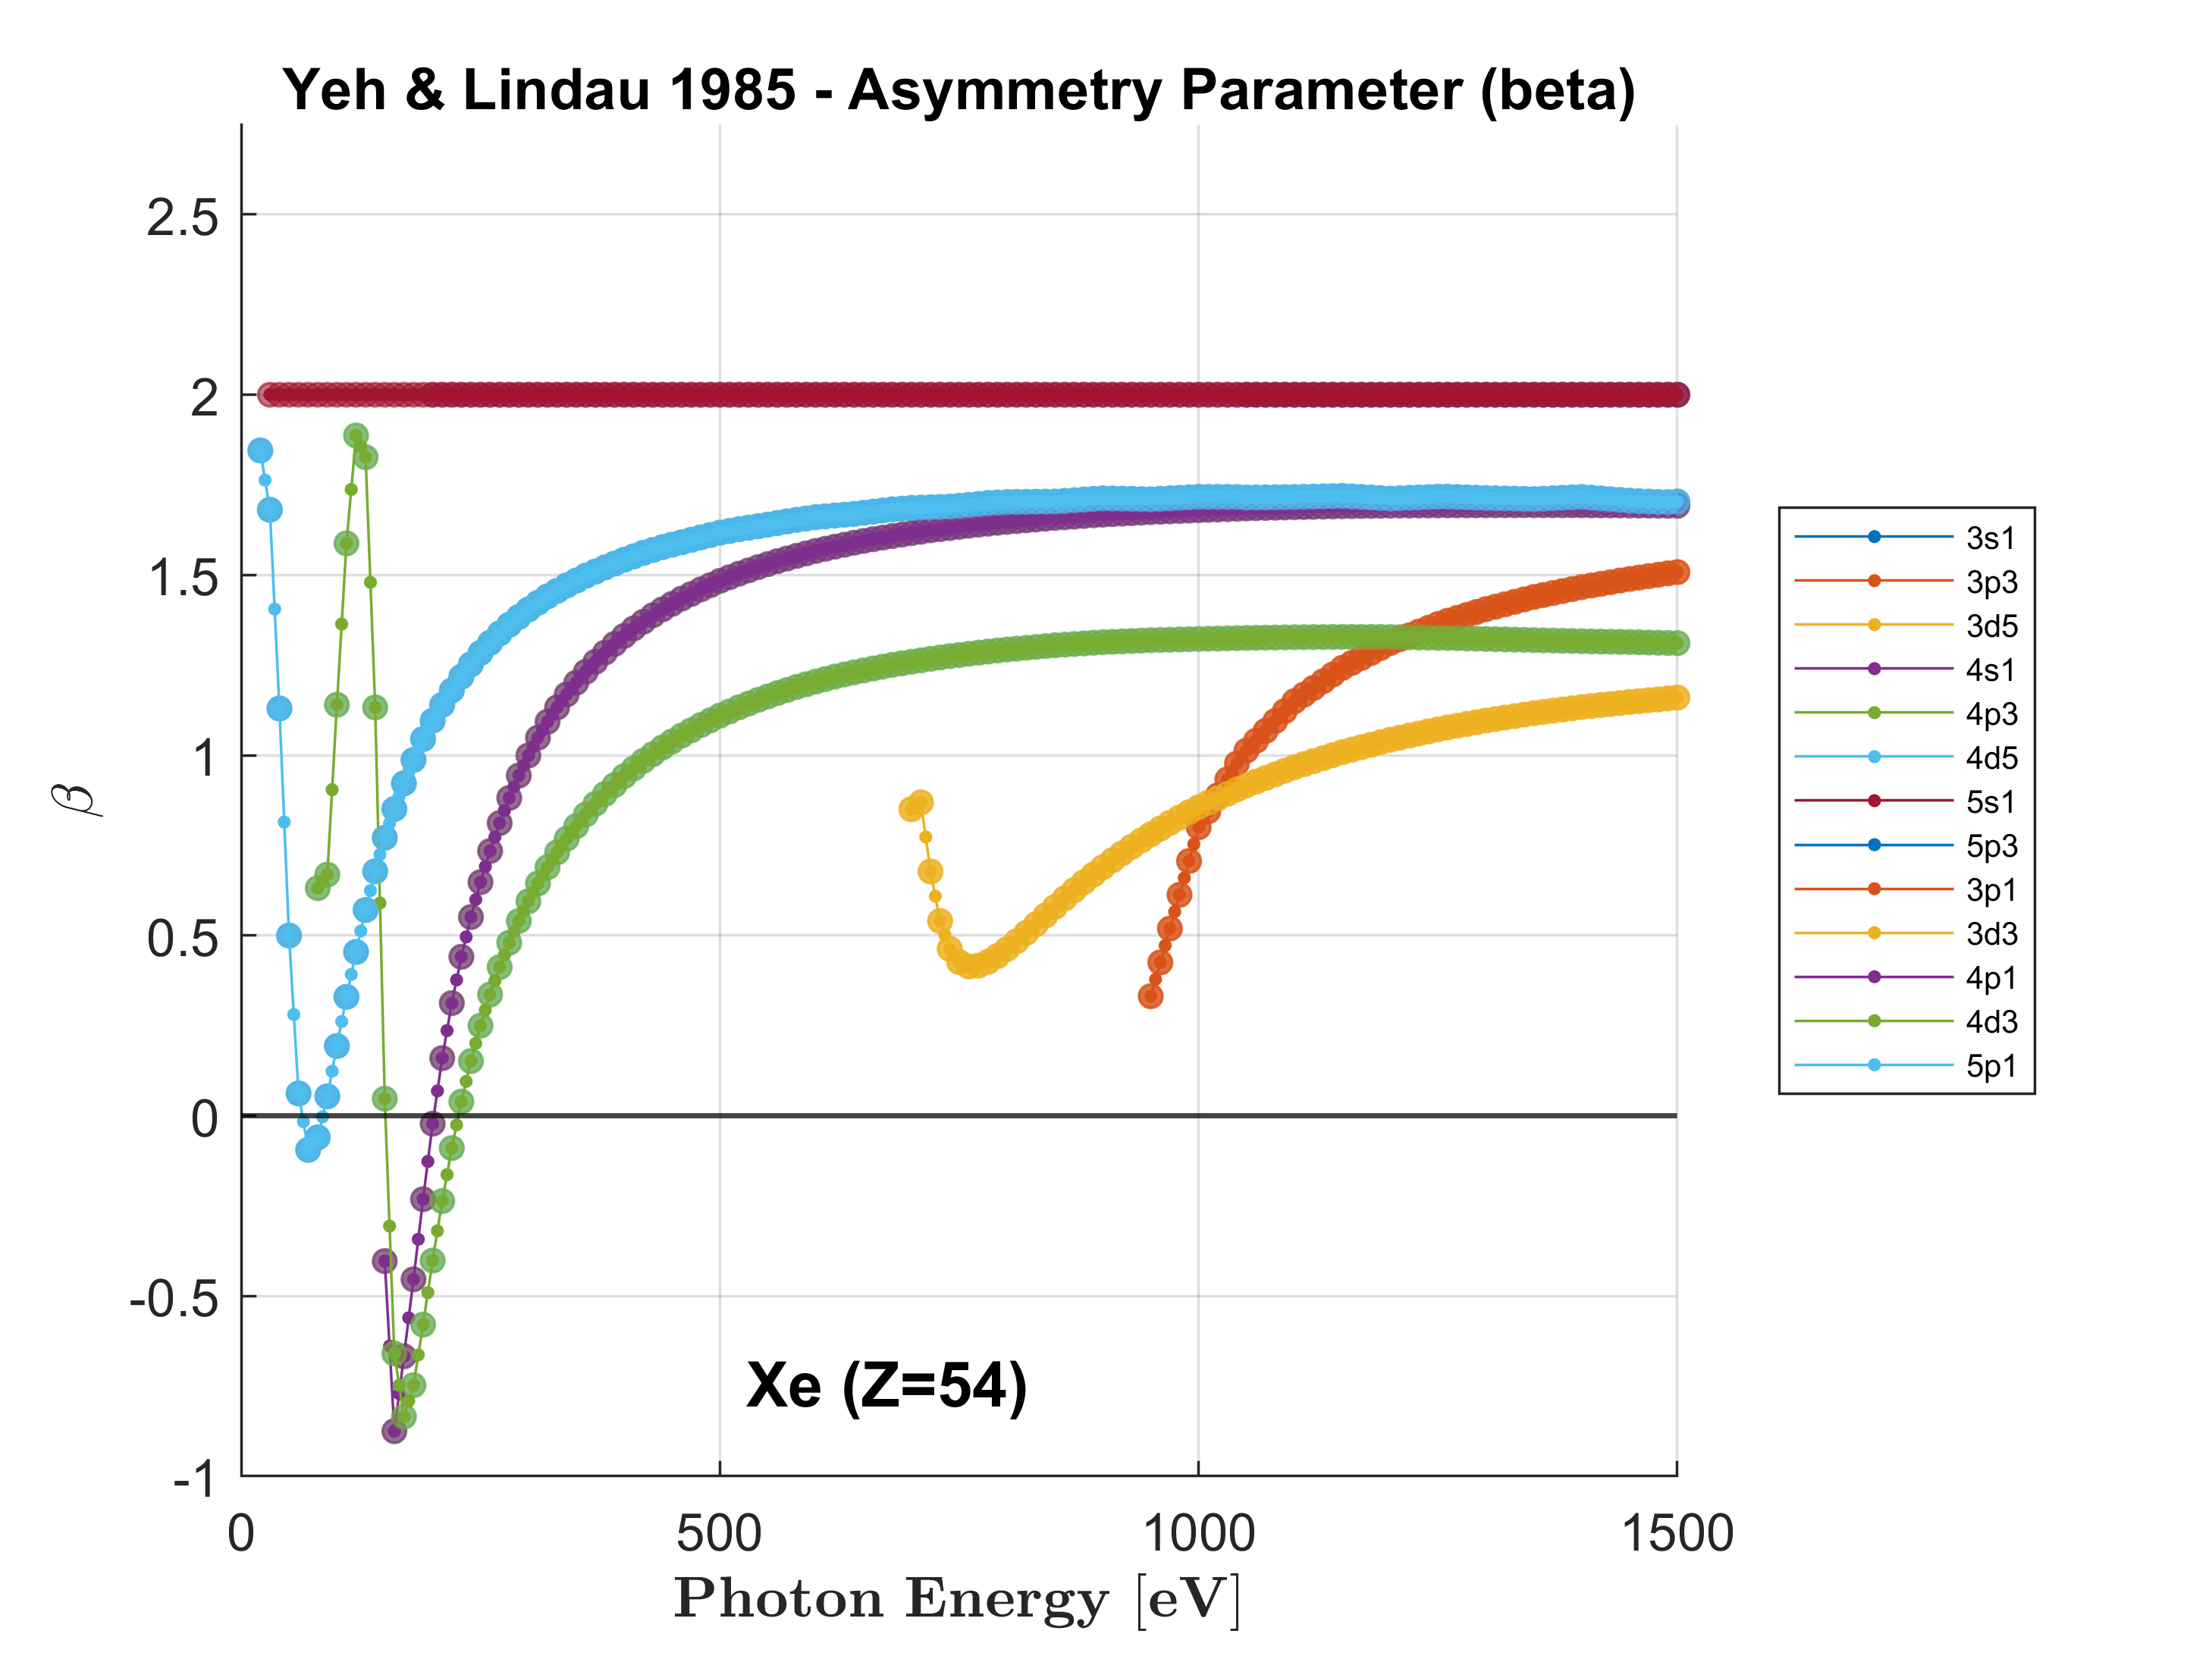 Yeh & Lindau 1985 - Asymmetry Parameter (beta)
2.5
2
1.5
1
0.5
0
-0.5
-1
β
0 500 1000 1500
Photon Energy [eV]
Xe (Z=54)
3s1
3p3
3d5
4s1
4p3
4d5
5s1
5p3
3p1
3d3
4p1
4d3
5p1